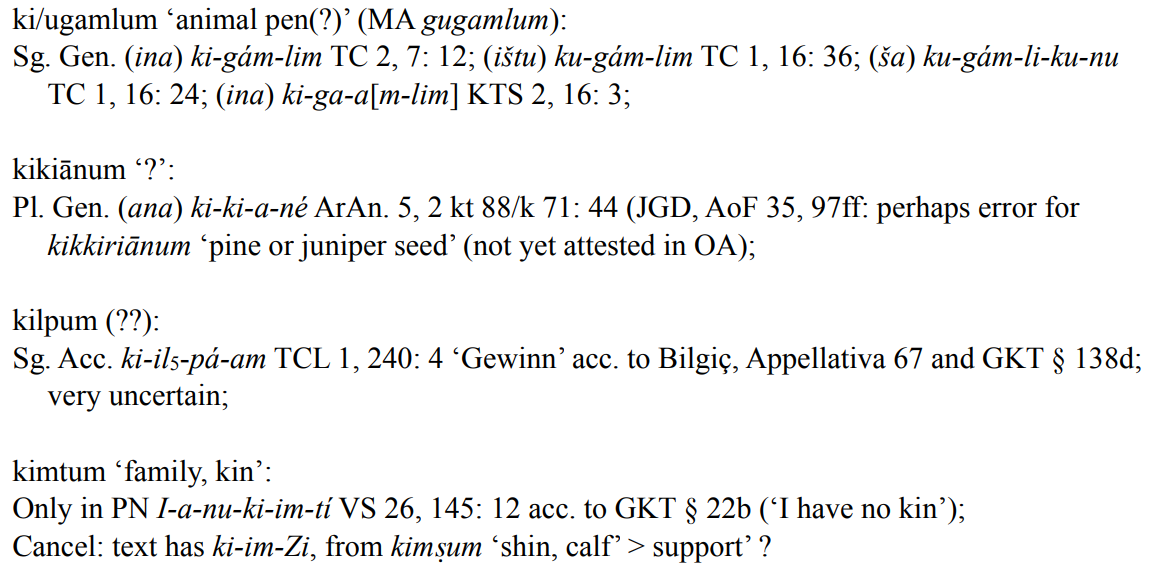 ki/ugamlum ‘animal pen(?)’ (MA gugamlum):
Sg. Gen. (ina) ki-gám-lim TC 2, 7: 12; (ištu) ku-gám-lim TC 1, 16: 36; (ša) ku-gám-li-ku-nu
TC 1, 16: 24; (ina) ki-ga-a[m-lim] KTS 2, 16: 3;
kikiānum ‘?’:
Pl. Gen. (ana) ki-ki-a-né ArAn. 5, 2 kt 88/k 71: 44 (JGD, AoF 35, 97ff: perhaps error for
kikkiriānum ‘pine or juniper seed’ (not yet attested in OA);
kilpum (??):
Sg. Acc. ki-il₅-pá-am TCL 1, 240: 4 ‘Gewinn’ acc. to Bilgiç, Appellativa 67 and GKT § 138d;
very uncertain;
kimtum ‘family, kin’:
Only in PN I-a-nu-ki-im-tí VS 26, 145: 12 acc. to GKT § 22b (‘I have no kin’);
Cancel: text has ki-im-Zi, from kimṣum ‘shin, calf’ > support’ ?